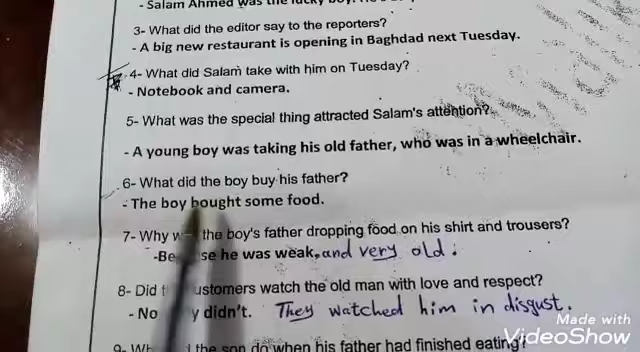 - Salam Ahmed was the lucky boy.
3- What did the editor say to the reporters?
- A big new restaurant is opening in Baghdad next Tuesday.
4- What did Salam take with him on Tuesday?
- Notebook and camera.
5- What was the special thing attracted Salam's attention?
- A young boy was taking his old father, who was in a wheelchair.
6- What did the boy buy his father?
- The boy bought some food.
7- Why the boy's father dropping food on his shirt and trousers?
he was weak, and very old.
8- Did customers watch the old man with love and respect?
- No didn't. They watched him in disgust.
the son do when his father had finished eating?
Made with
VideoShow